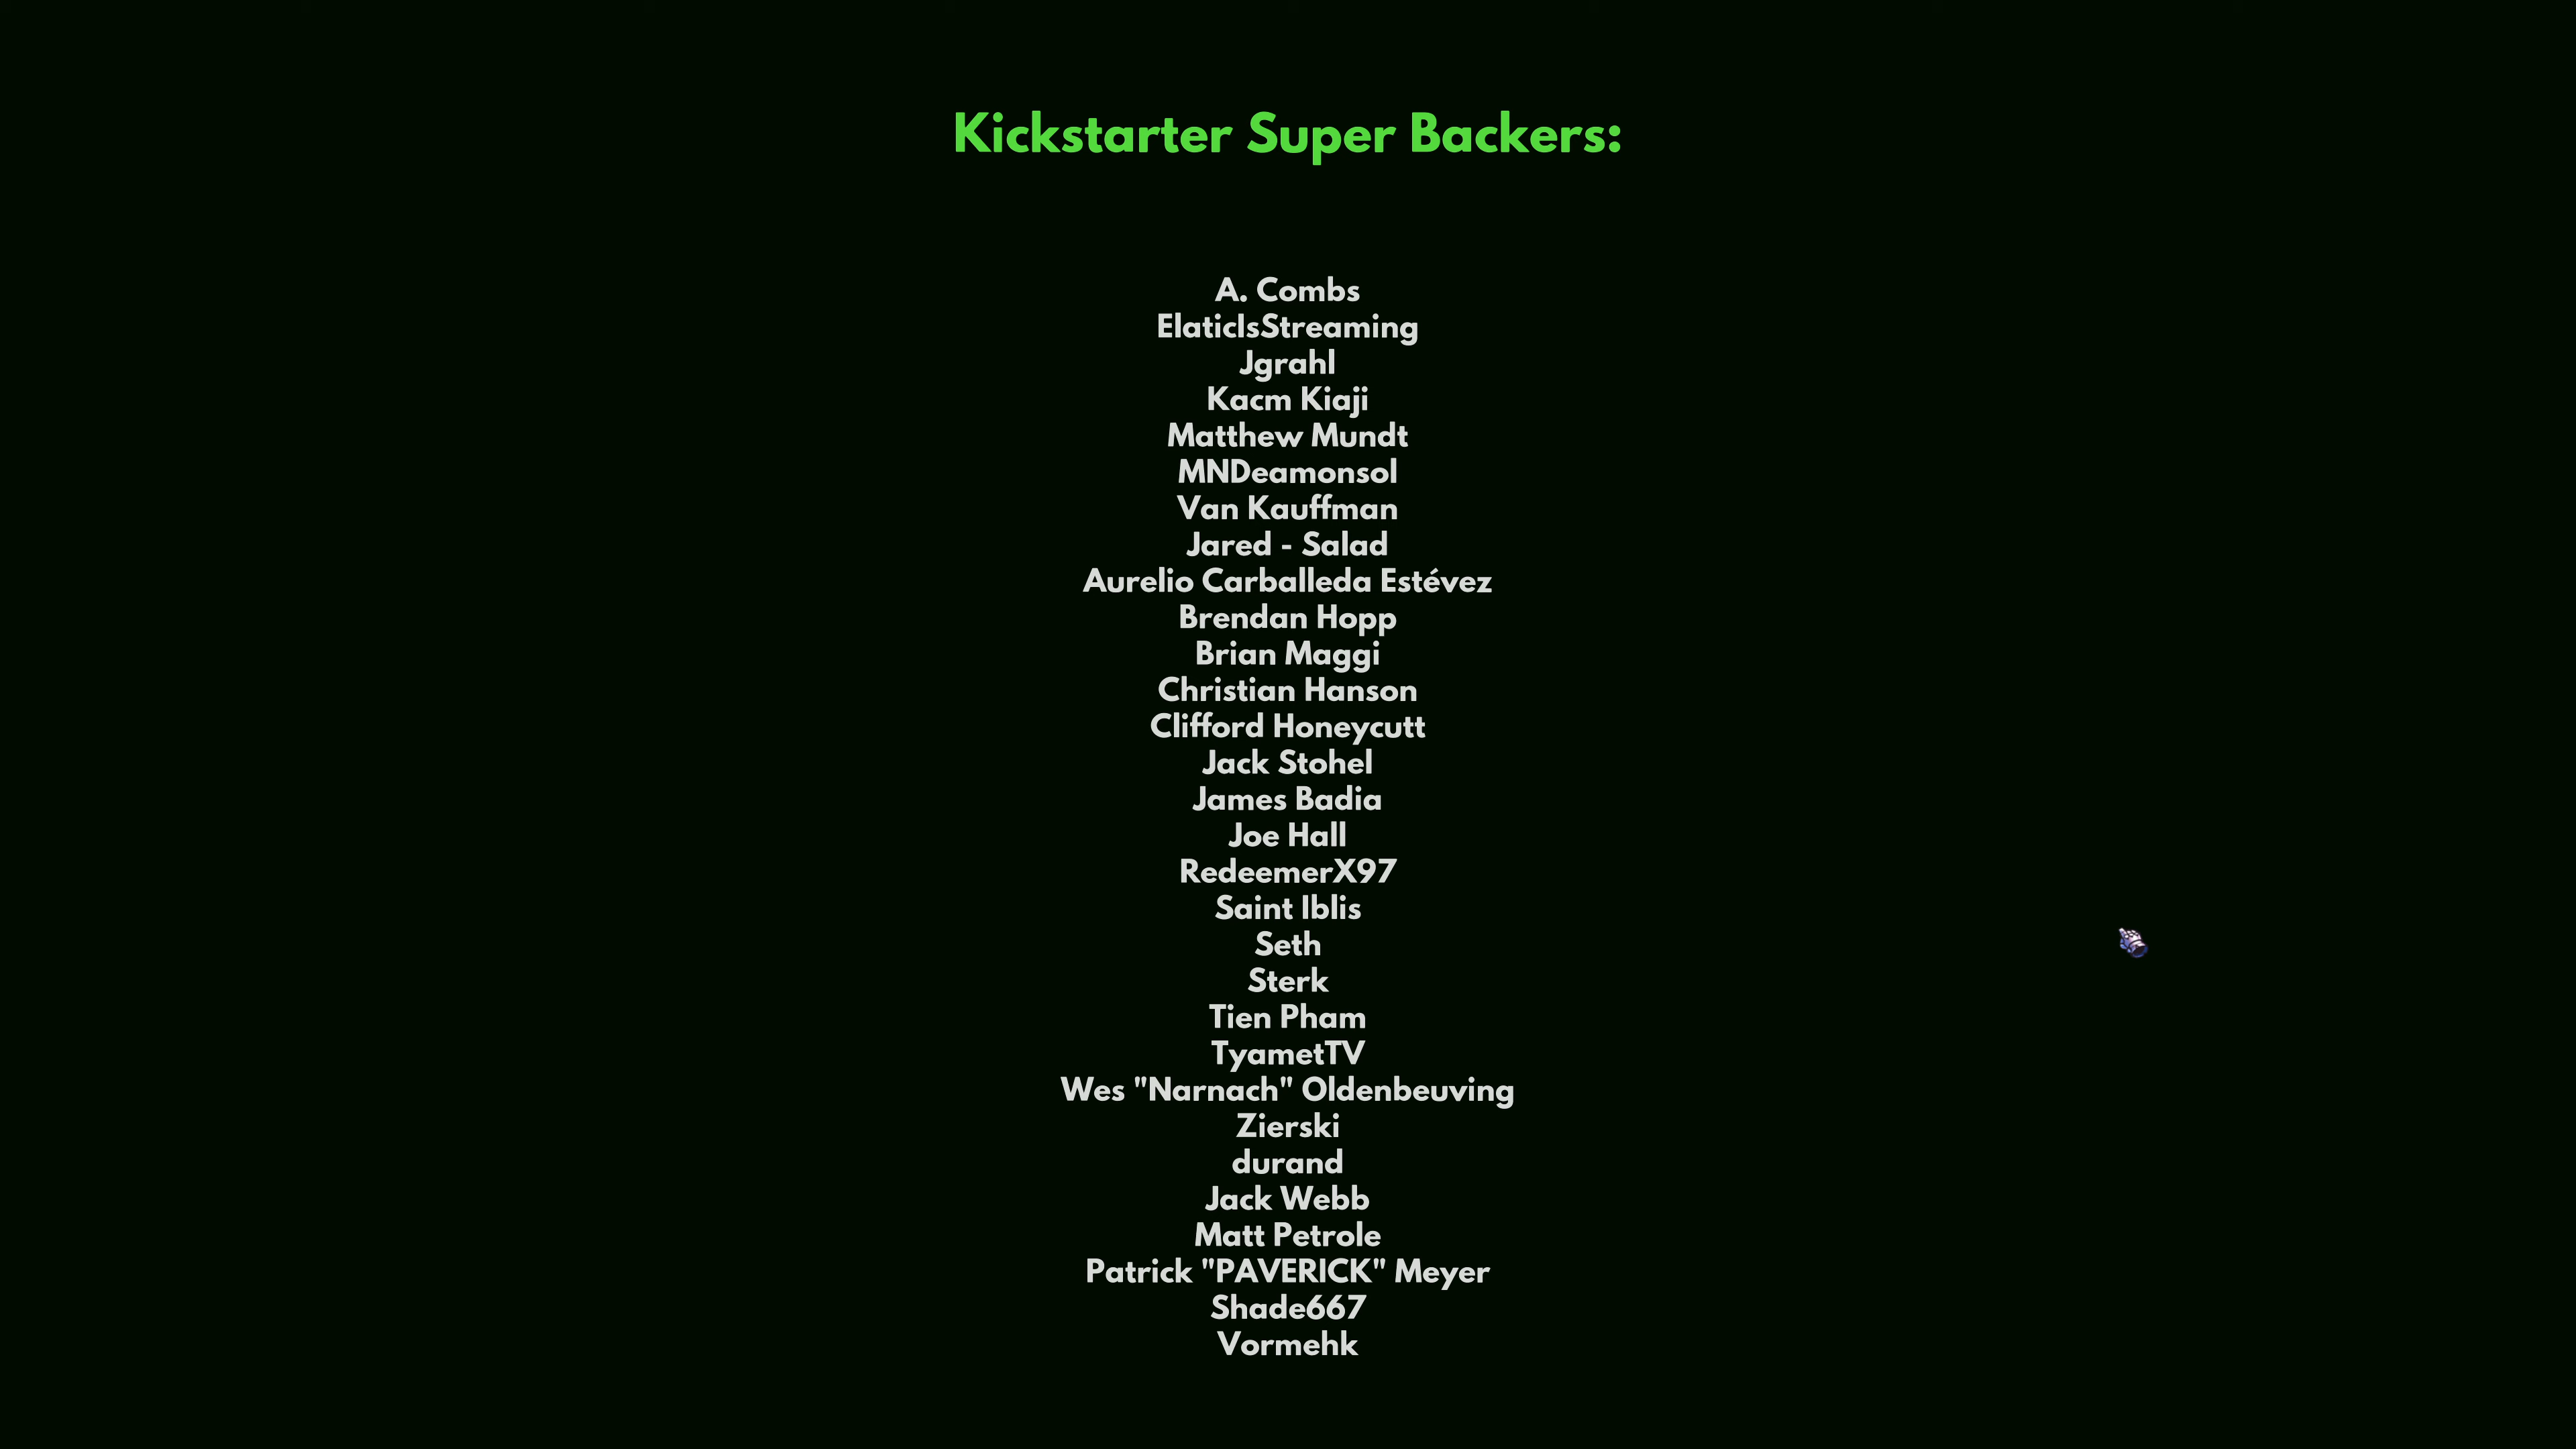 Kickstarter Super Backers:
A. Combs
ElaticIsStreaming
Jgrahl
Kacm Kiaji
Matthew Mundt
MNDeamonsol
Van Kauffman
Jared - Salad
Aurelio Carballeda Estévez
Brendan Hopp
Brian Maggi
Christian Hanson
Clifford Honeycutt
Jack Stohel
James Badia
Joe Hall
RedeemerX97
Saint Iblis
Seth
Sterk
Tien Pham
TyametTV
Wes "Narnach" Oldenbeuving
Zierski
durand
Jack Webb
Matt Petrole
Patrick "PAVERICK" Meyer
Shade667
Vormehk